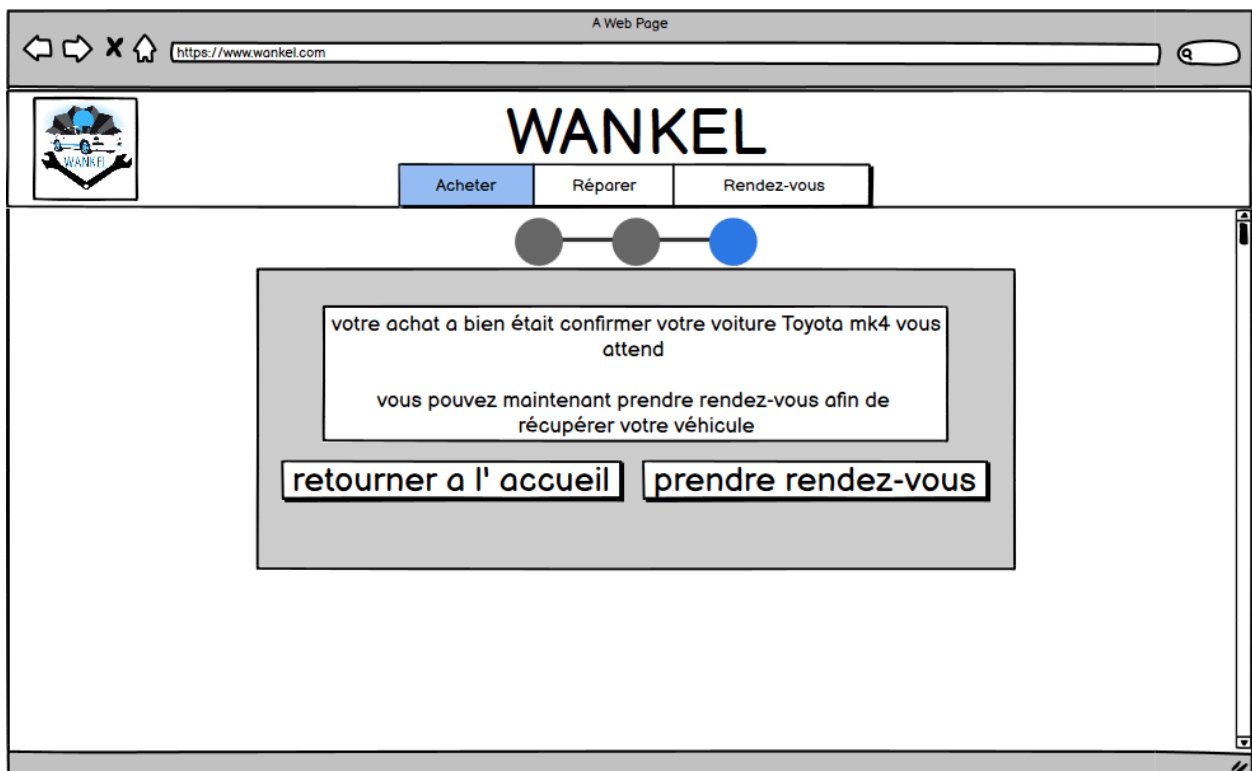 A Web Page
https://www.wankel.com
WANKEL
WANKEL
Acheter
Réparer
Rendez-vous
votre achat a bien était confirmer votre voiture Toyota mk4 vous
attend
vous pouvez maintenant prendre rendez-vous afin de
récupérer votre véhicule
retourner a l' accueil
prendre rendez-vous